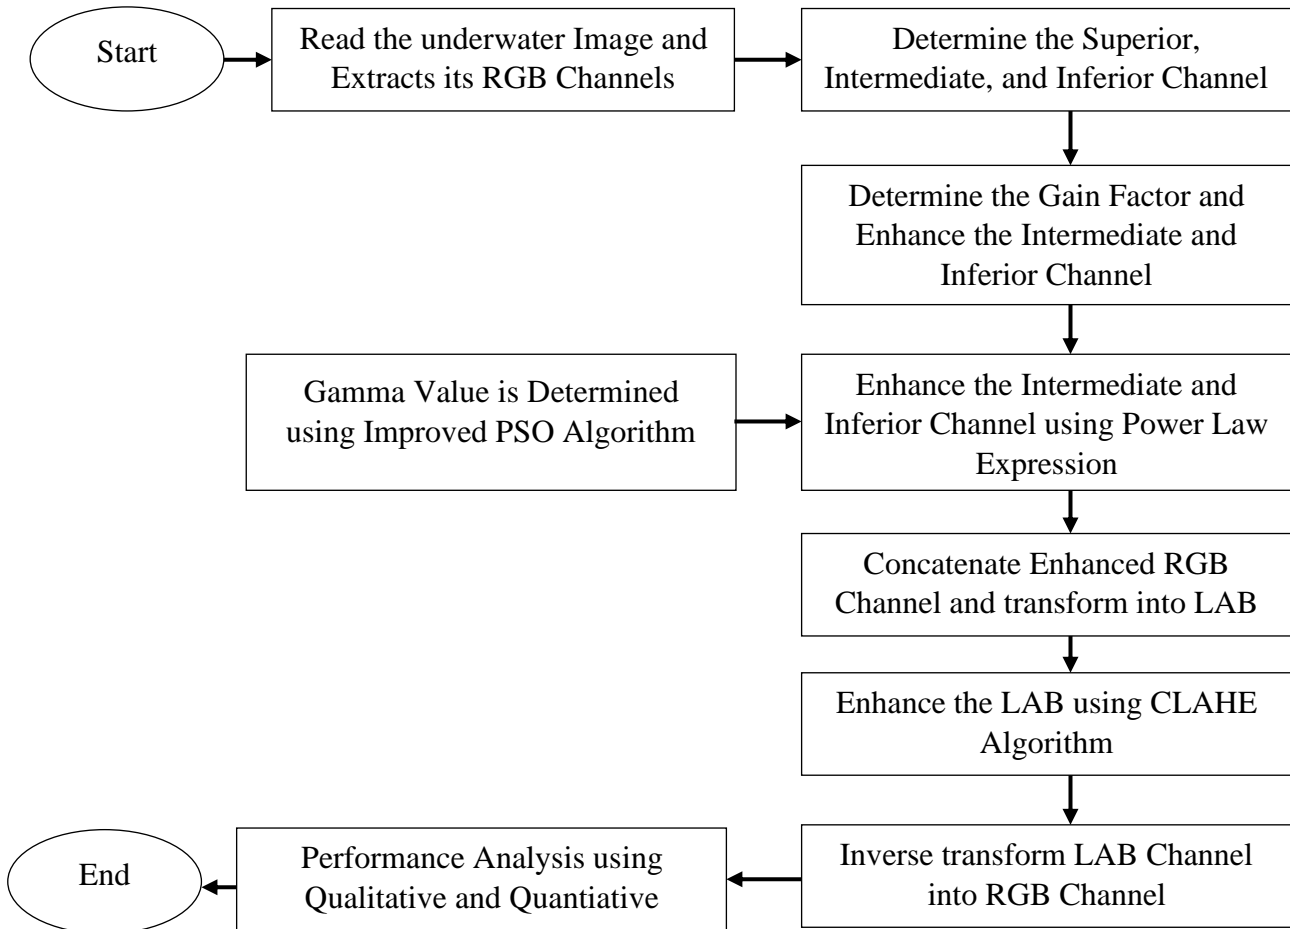 Start
Read the underwater Image and
Extracts its RGB Channels
Determine the Superior,
Intermediate, and Inferior Channel
Determine the Gain Factor and
Enhance the Intermediate and
Inferior Channel
Gamma Value is Determined
using Improved PSO Algorithm
Enhance the Intermediate and
Inferior Channel using Power Law
Expression
Concatenate Enhanced RGB
Channel and transform into LAB
Enhance the LAB using CLAHE
Algorithm
Inverse transform LAB Channel
into RGB Channel
Performance Analysis using
Qualitative and Quantiative
End